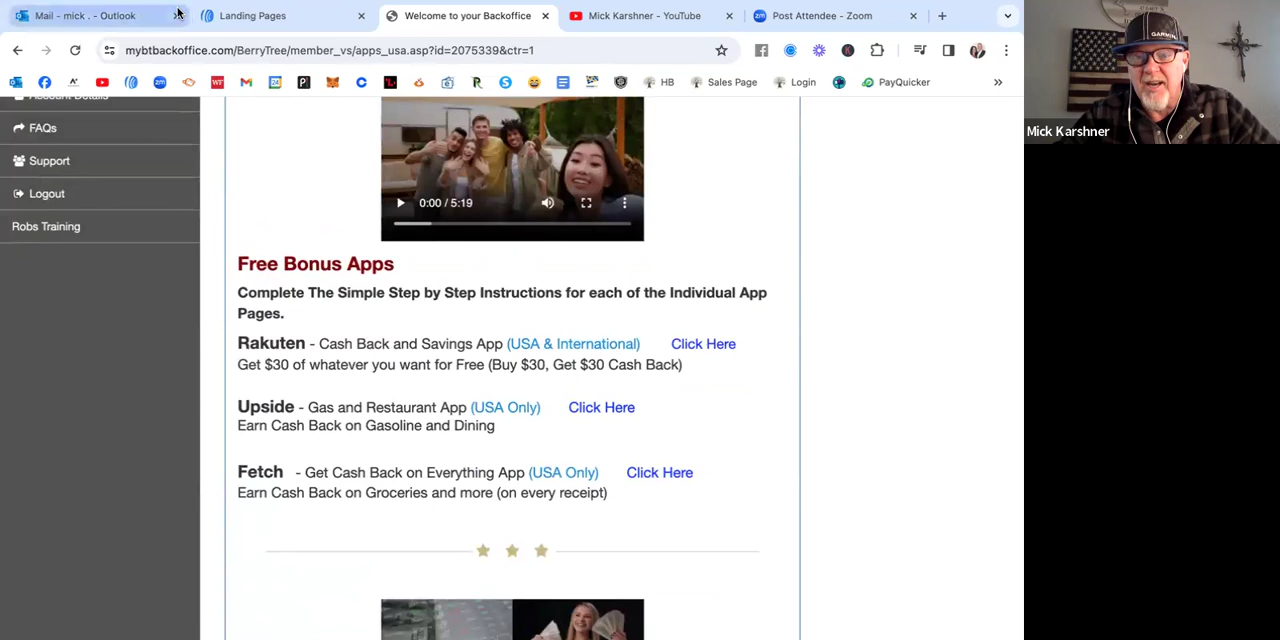 Mail - mick . - Outlook
Landing Pages
Welcome to your Backoffice
Mick Karshner - YouTube
Post Attendee - Zoom
mybtbackoffice.com/BerryTree/member_vs/apps_usa.asp?id=2075339&ctr=1
HB
Sales Page
Login
PayQuicker
GARMIN
Mick Karshner
Account Details
FAQs
Support
Logout
Robs Training
0:00 / 5:19
Free Bonus Apps
Complete The Simple Step by Step Instructions for each of the Individual App
Pages.
Rakuten - Cash Back and Savings App (USA & International) Click Here
Get $30 of whatever you want for Free (Buy $30, Get $30 Cash Back)
Upside - Gas and Restaurant App (USA Only) Click Here
Earn Cash Back on Gasoline and Dining
Fetch - Get Cash Back on Everything App (USA Only) Click Here
Earn Cash Back on Groceries and more (on every receipt)